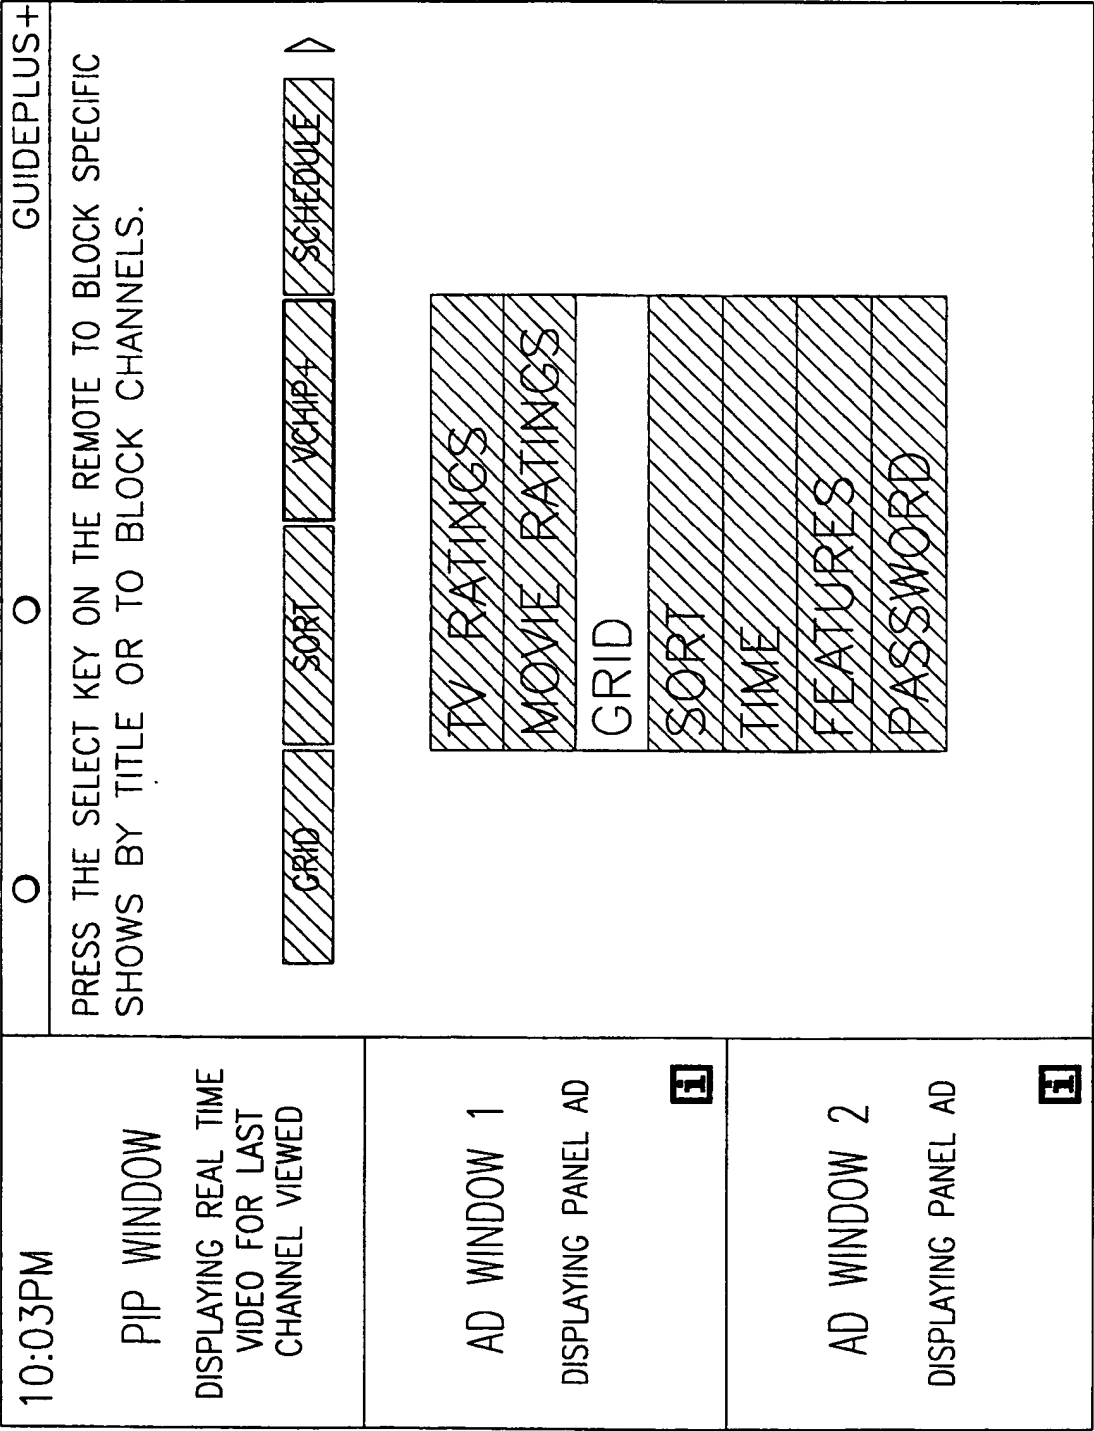 10:03PM
GUIDEPLUS+
PIP WINDOW
DISPLAYING REAL TIME
VIDEO FOR LAST
CHANNEL VIEWED
PRESS THE SELECT KEY ON THE REMOTE TO BLOCK SPECIFIC
SHOWS BY TITLE OR TO BLOCK CHANNELS.
GRID SORT VCHIP+ SCHEDULE
AD WINDOW 1
DISPLAYING PANEL AD
i
TV RATINGS
MOVIE RATINGS
GRID
SORT
TIME
FEATURES
PASSWORD
AD WINDOW 2
DISPLAYING PANEL AD
i